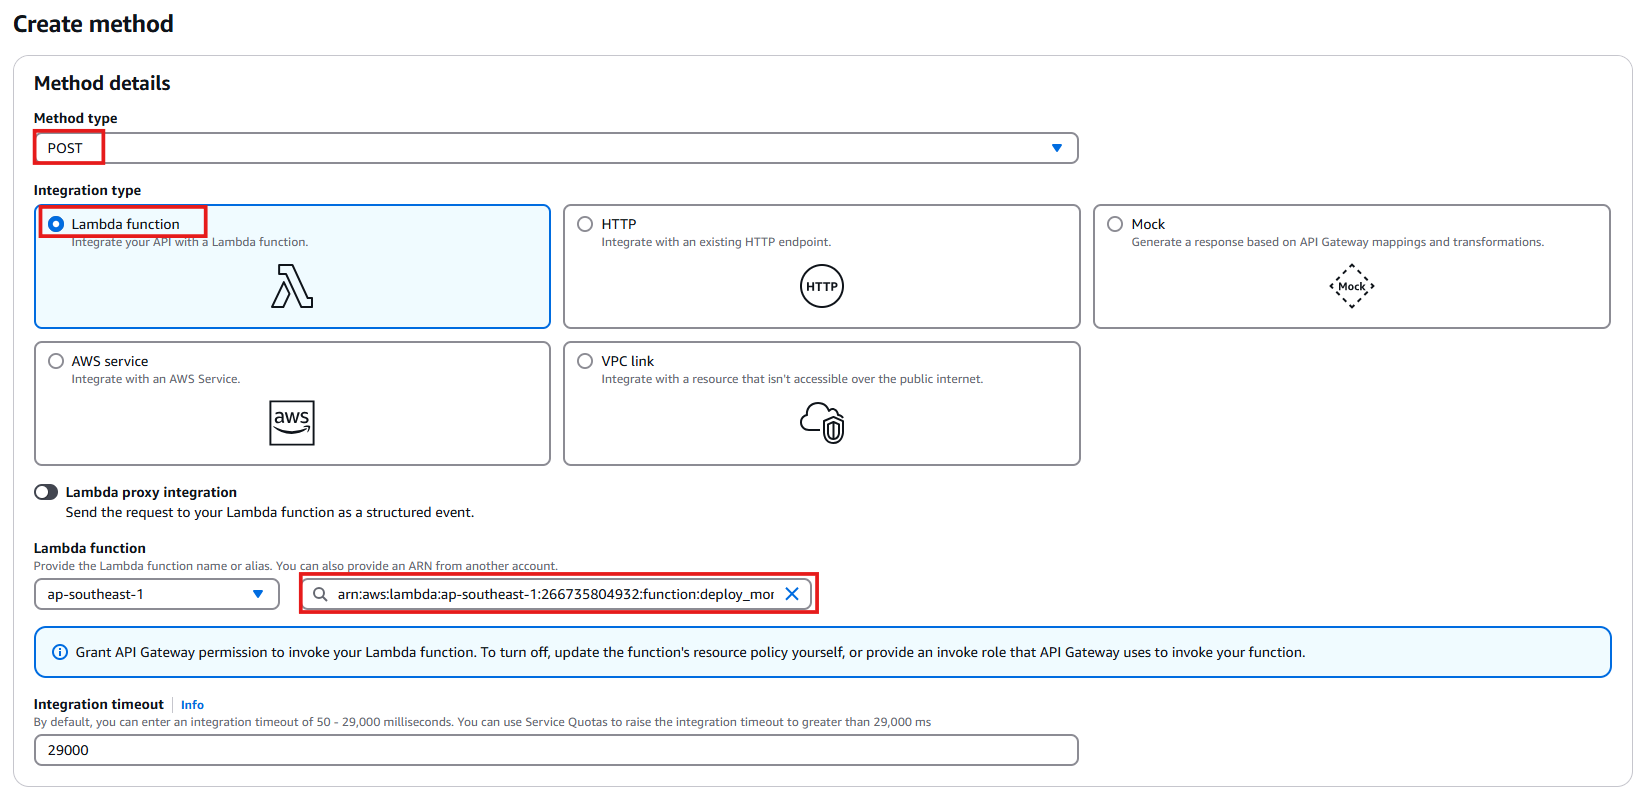 Create method
Method details
Method type
POST
Integration type
Lambda function
Integrate your API with a Lambda function.
HTTP
Integrate with an existing HTTP endpoint.
HTTP
Mock
Generate a response based on API Gateway mappings and transformations.
Mock
AWS service
Integrate with an AWS Service.
aws
VPC link
Integrate with a resource that isn't accessible over the public internet.
Lambda proxy integration
Send the request to your Lambda function as a structured event.
Lambda function
Provide the Lambda function name or alias. You can also provide an ARN from another account.
ap-southeast-1
arn:aws:lambda:ap-southeast-1:266735804932:function:deploy_mor
Grant API Gateway permission to invoke your Lambda function. To turn off, update the function's resource policy yourself, or provide an invoke role that API Gateway uses to invoke your function.
Integration timeout Info
By default, you can enter an integration timeout of 50 - 29,000 milliseconds. You can use Service Quotas to raise the integration timeout to greater than 29,000 ms
29000